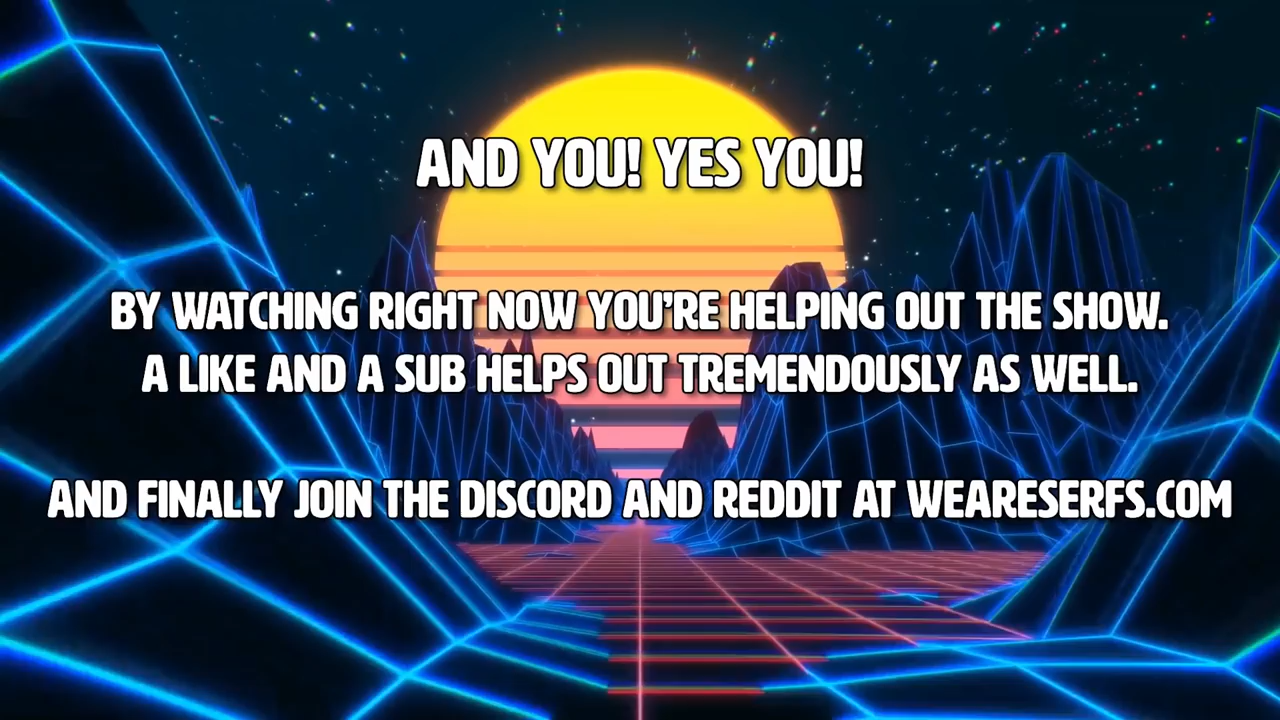 AND YOU! YES YOU!
BY WATCHING RIGHT NOW YOU'RE HELPING OUT THE SHOW.
A LIKE AND A SUB HELPS OUT TREMENDOUSLY AS WELL.
AND FINALLY JOIN THE DISCORD AND REDDIT AT WEARESERFS.COM